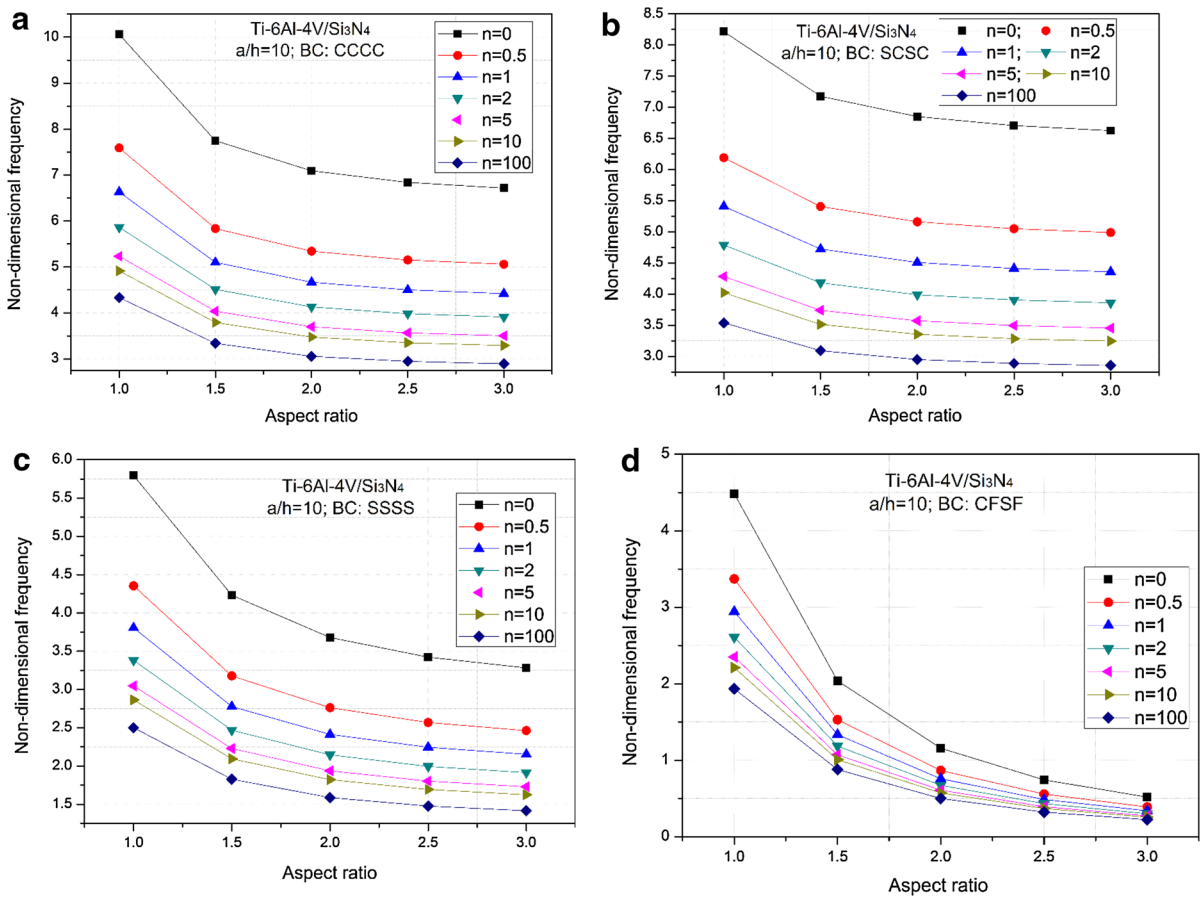 a
Ti-6Al-4V/Si₃N₄
a/h=10; BC: CCCC
n=0
n=0.5
n=1
n=2
n=5
n=10
n=100
10
9
8
7
6
5
4
3
Non-dimensional frequency
1.0 1.5 2.0 2.5 3.0
Aspect ratio
b
Ti-6Al-4V/Si₃N₄
a/h=10; BC: SCSC
n=0; n=0.5
n=1; n=2
n=5; n=10
n=100
8.5
8.0
7.5
7.0
6.5
6.0
5.5
5.0
4.5
4.0
3.5
3.0
Non-dimensional frequency
1.0 1.5 2.0 2.5 3.0
Aspect ratio
c
Ti-6Al-4V/Si₃N₄
a/h=10; BC: SSSS
n=0
n=0.5
n=1
n=2
n=5
n=10
n=100
6.0
5.5
5.0
4.5
4.0
3.5
3.0
2.5
2.0
1.5
Non-dimensional frequency
1.0 1.5 2.0 2.5 3.0
Aspect ratio
d
Ti-6Al-4V/Si₃N₄
a/h=10; BC: CFSF
n=0
n=0.5
n=1
n=2
n=5
n=10
n=100
5
4
3
2
1
0
Non-dimensional frequency
1.0 1.5 2.0 2.5 3.0
Aspect ratio